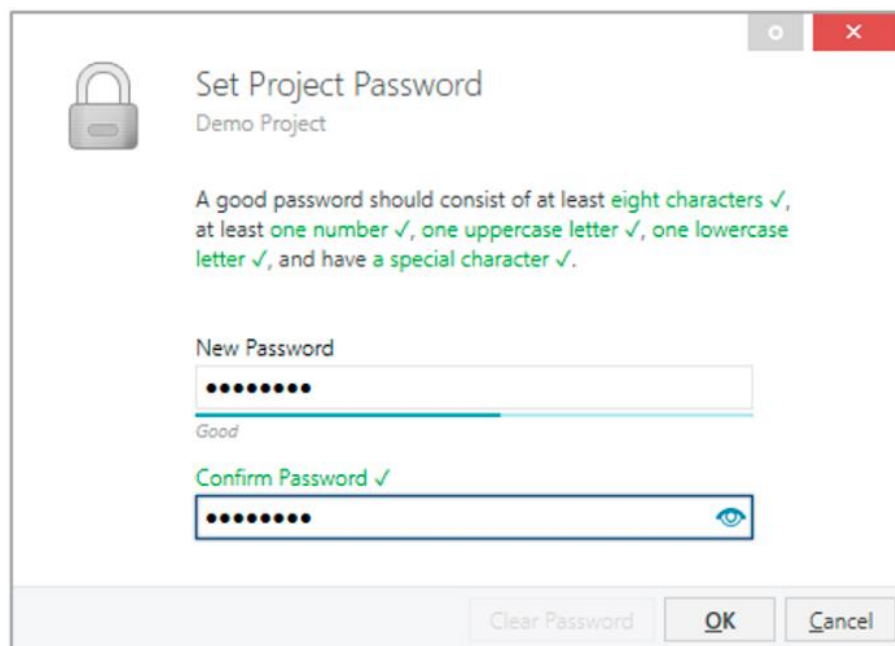 Set Project Password
Demo Project
A good password should consist of at least eight characters ✓,
at least one number ✓, one uppercase letter ✓, one lowercase
letter ✓, and have a special character ✓.
New Password
●●●●●●●●
Good
Confirm Password ✓
●●●●●●●●
Clear Password OK Cancel